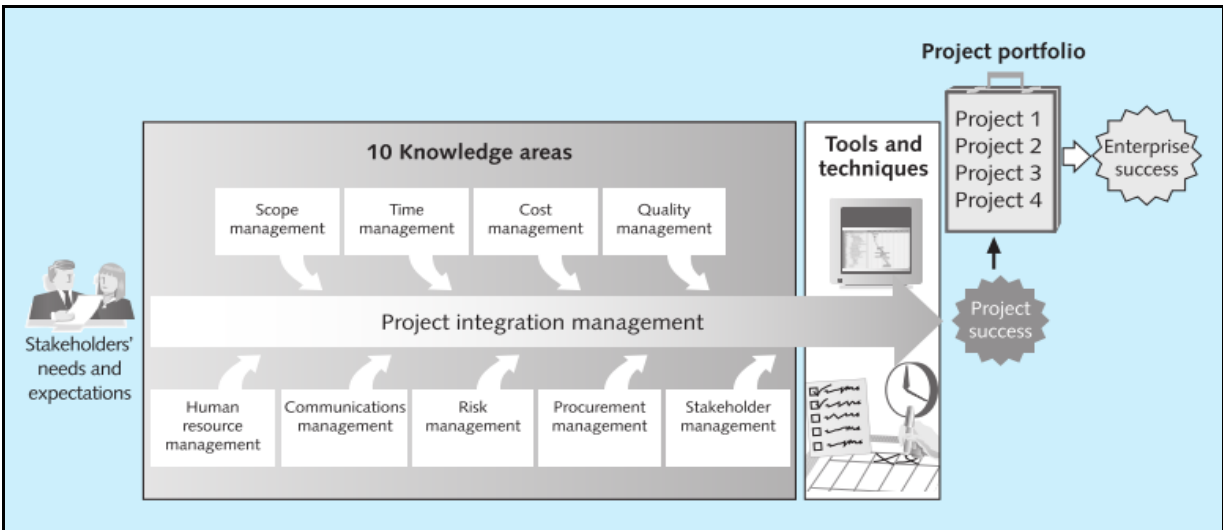 Project portfolio
Project 1
Project 2
Project 3
Project 4
Enterprise
success
10 Knowledge areas
Tools and
techniques
Scope
management
Time
management
Cost
management
Quality
management
Stakeholders'
needs and
expectations
Project integration management
Project
success
Human
resource
management
Communications
management
Risk
management
Procurement
management
Stakeholder
management